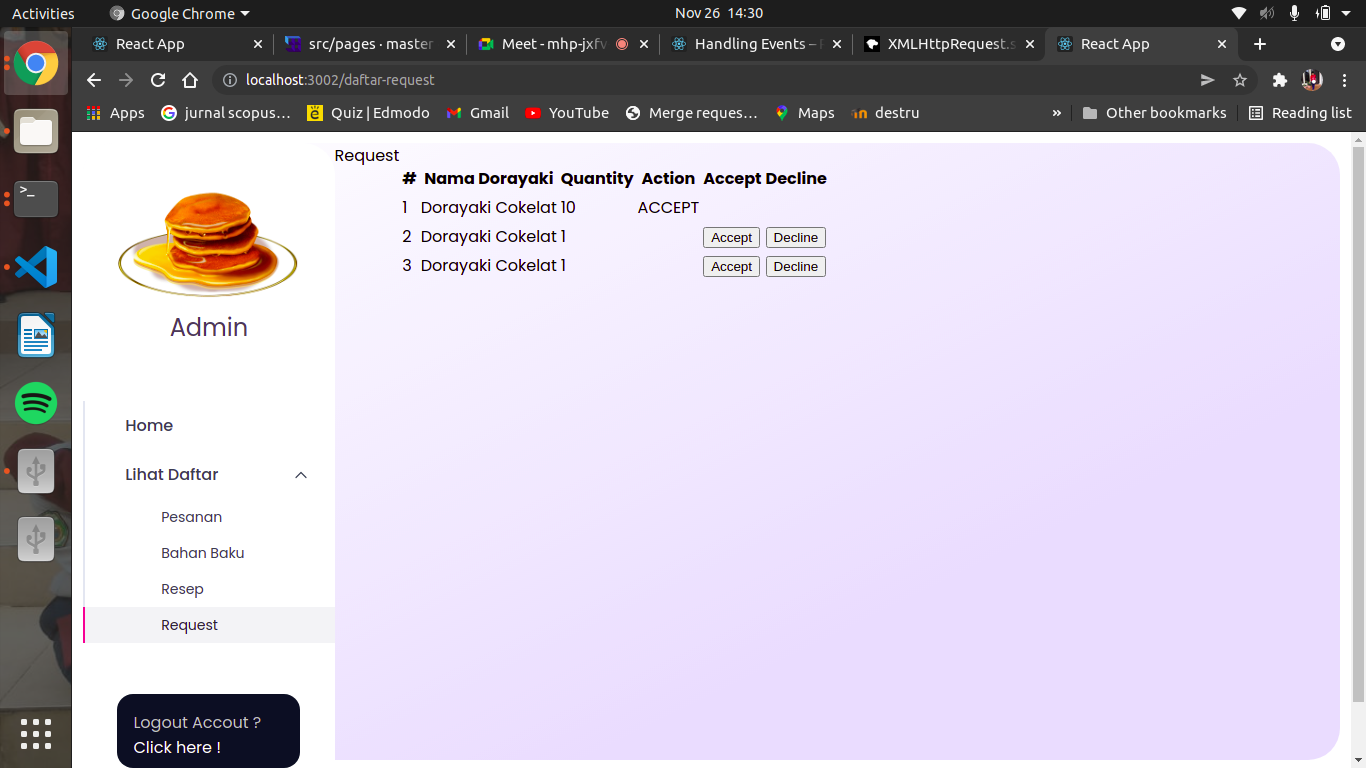 Activities Google Chrome Nov 26 14:30
React App src/pages · master Meet - mhp-jxfv Handling Events – XMLHttpRequest.s React App
localhost:3002/daftar-request
Apps jurnal scopus... Quiz | Edmodo Gmail YouTube Merge reques... Maps destru » Other bookmarks Reading list
Request
# Nama Dorayaki Quantity Action Accept Decline
1 Dorayaki Cokelat 10 ACCEPT
2 Dorayaki Cokelat 1 Accept Decline
3 Dorayaki Cokelat 1 Accept Decline
Admin
Home
Lihat Daftar
Pesanan
Bahan Baku
Resep
Request
Logout Accout ?
Click here !